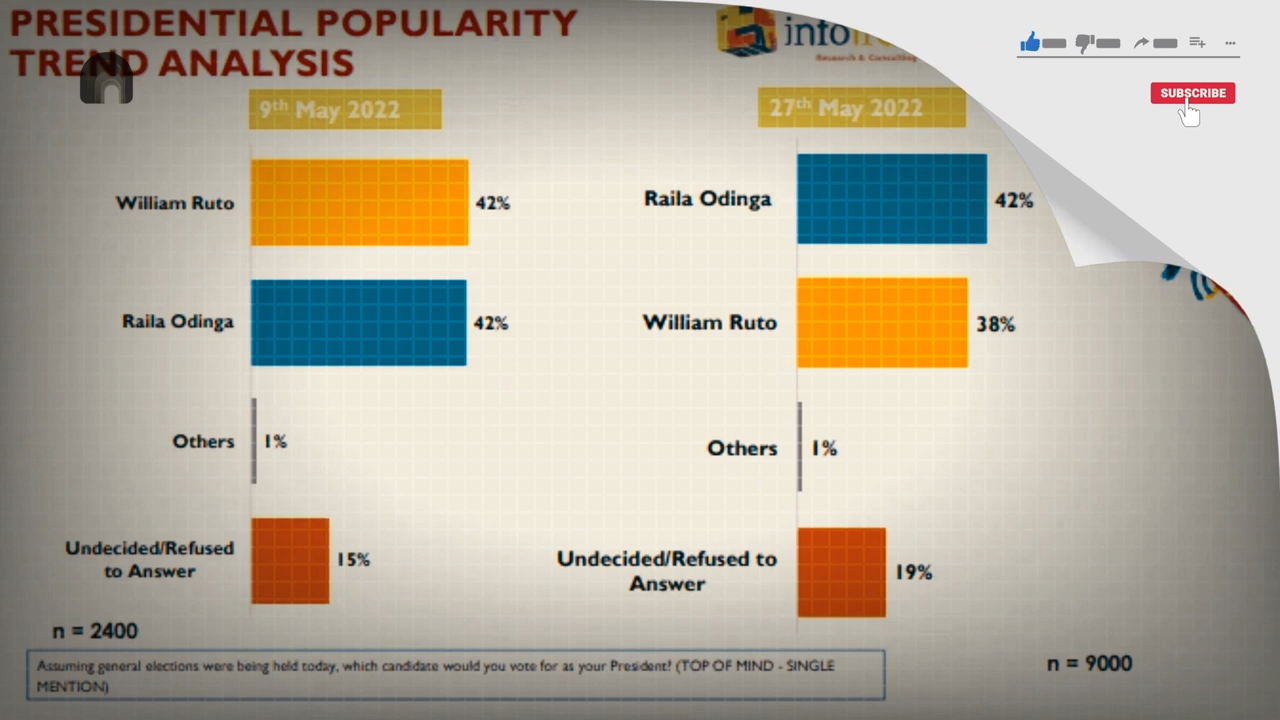 PRESIDENTIAL POPULARITY
TREND ANALYSIS
Research & Consulting
9th May 2022
William Ruto 42%
Raila Odinga 42%
Others 1%
Undecided/Refused
to Answer 15%
n = 2400
27th May 2022
Raila Odinga 42%
William Ruto 38%
Others 1%
Undecided/Refused to
Answer 19%
n = 9000
Assuming general elections were being held today, which candidate would you vote for as your President? (TOP OF MIND - SINGLE
MENTION)
SUBSCRIBE